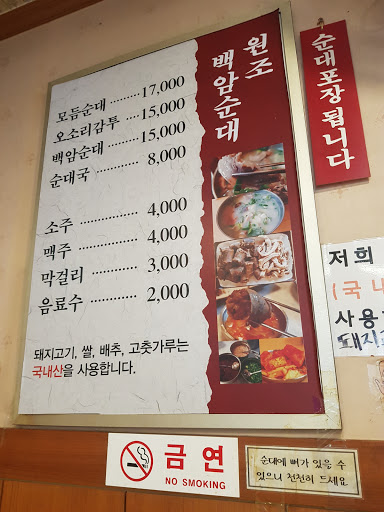 원조
백암순대
모듬순대 ········· 17,000
오소리감투 ···· 15,000
백암순대 ········ 15,000
순대국 ············ 8,000
소주 ··············· 4,000
맥주 ··············· 4,000
막걸리 ············ 3,000
음료수 ············ 2,000
돼지고기, 쌀, 배추, 고춧가루는
국내산을 사용합니다.
순대포장 됩니다
저희
(국내
사용
돼지
금연
NO SMOKING
순대에 뼈가 있을 수
있으니 천천히 드세요